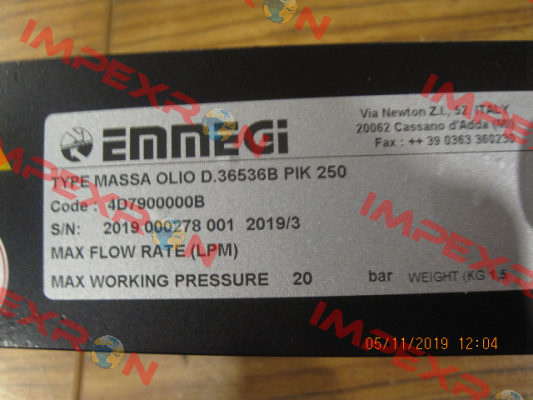 EMMEGi
Via Newton Z.I., 52, ITALY
20062 Cassano d'Adda (MI)
Fax : ++ 39 0363 360236
TYPE MASSA OLIO D.36536B PIK 250
Code : 4D7900000B
S/N: 2019 000278 001 2019/3
MAX FLOW RATE (LPM)
MAX WORKING PRESSURE 20 bar WEIGHT (KG 1,5
05/11/2019 12:04
IMPEXRON
IMPEXRON
IMPEXRON
IMPEXRON